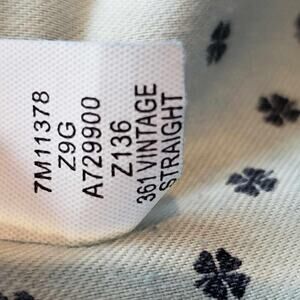 7M11378
Z9G
A729900
Z136
361 VINTAGE
STRAIGHT